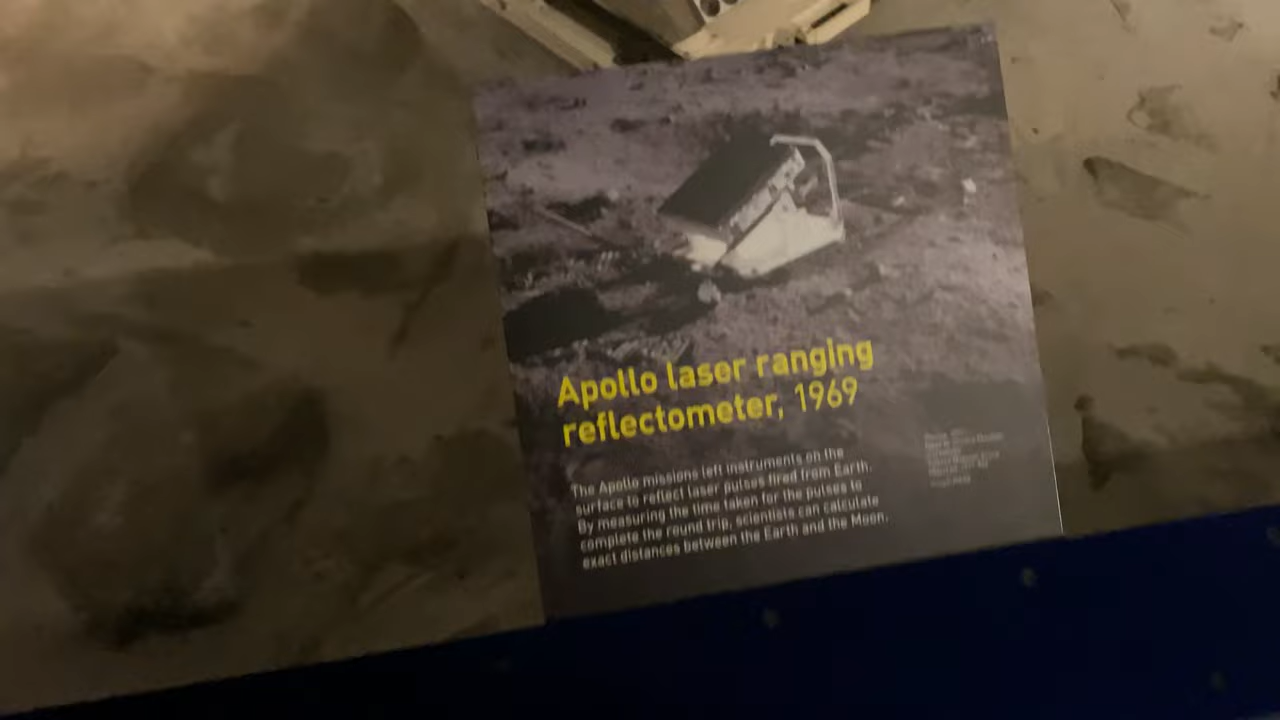 Apollo laser ranging
reflectometer, 1969
The Apollo missions left instruments on the
surface to reflect laser pulses fired from Earth.
By measuring the time taken for the pulses to
complete the round trip, scientists can calculate
exact distances between the Earth and the Moon.